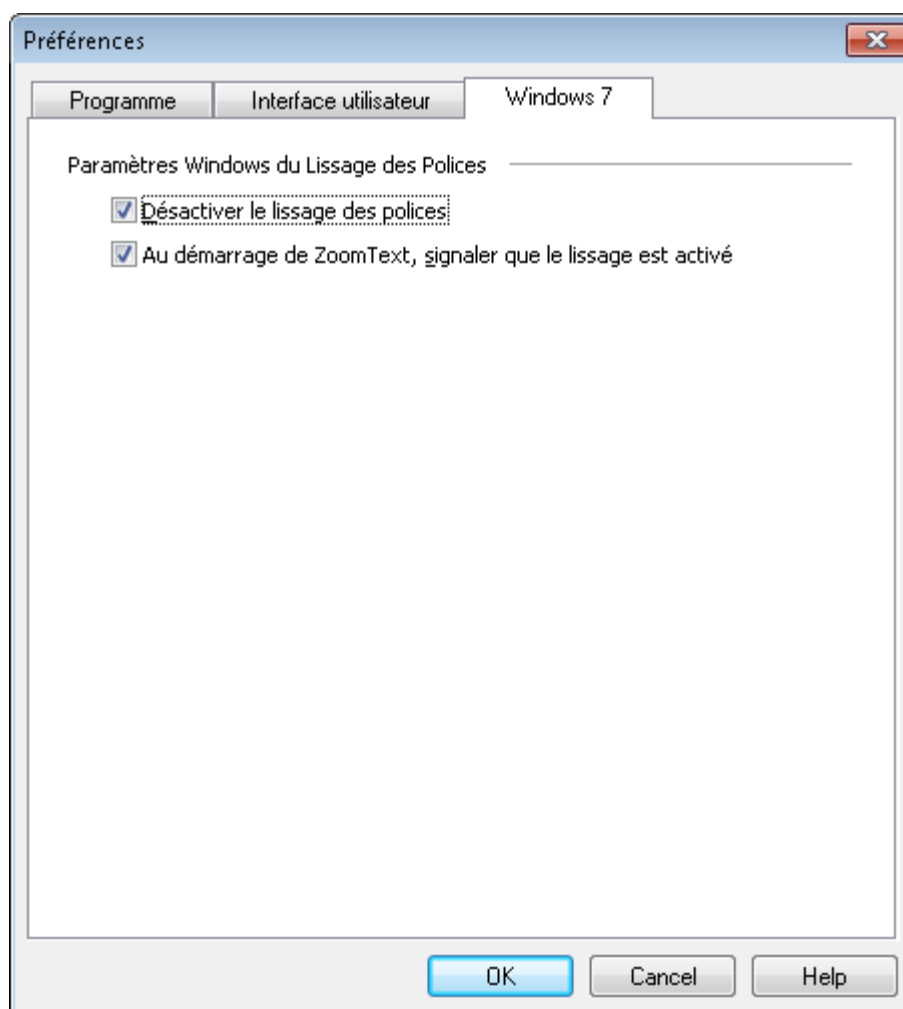 Préférences
Programme
Interface utilisateur
Windows 7
Paramètres Windows du Lissage des Polices
Désactiver le lissage des polices
Au démarrage de ZoomText, signaler que le lissage est activé
OK
Cancel
Help